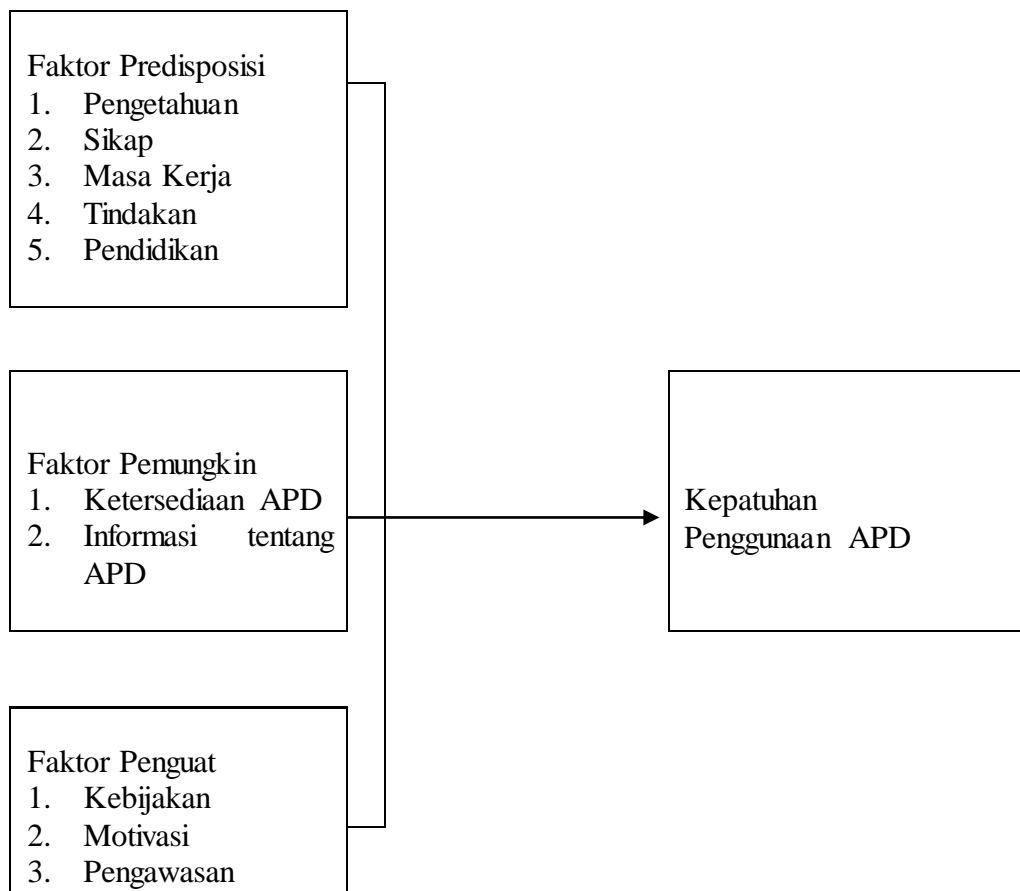 Faktor Predisposisi
1. Pengetahuan
2. Sikap
3. Masa Kerja
4. Tindakan
5. Pendidikan
Faktor Pemungkin
1. Ketersediaan APD
2. Informasi tentang
APD
Kepatuhan
Penggunaan APD
Faktor Penguat
1. Kebijakan
2. Motivasi
3. Pengawasan